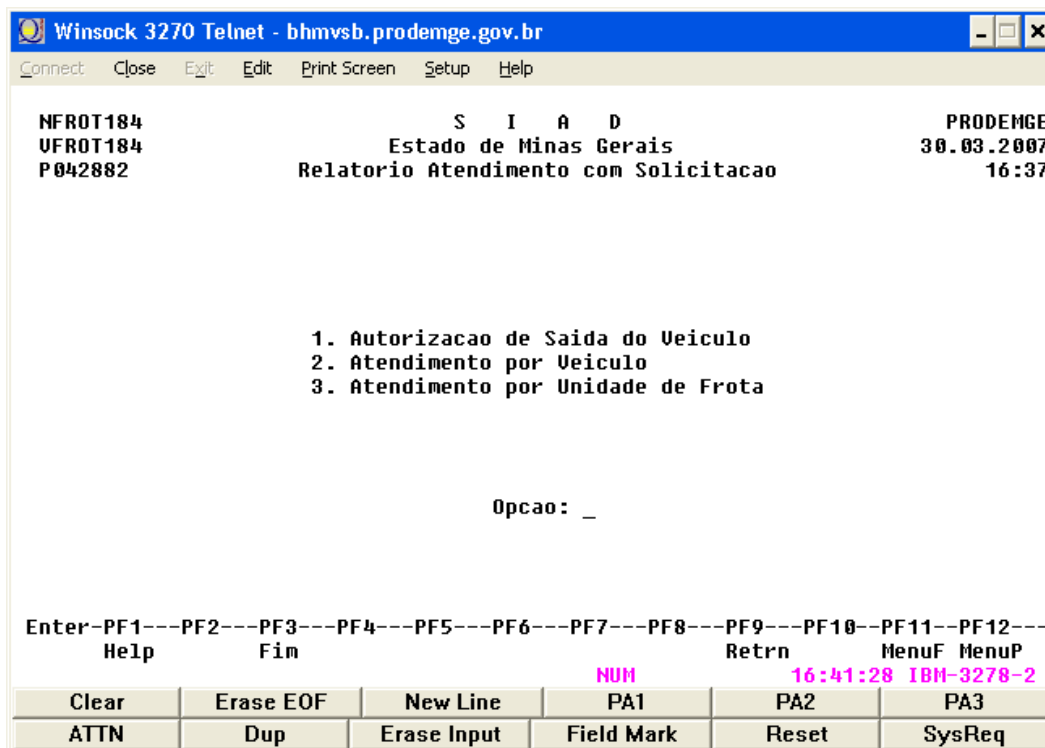 Winsock 3270 Telnet - bhmvsb.prodemge.gov.br
Connect Close Exit Edit Print Screen Setup Help
NFROT184 S I A D PRODEMGE
VFROT184 Estado de Minas Gerais 30.03.2007
P042882 Relatorio Atendimento com Solicitacao 16:37
1. Autorizacao de Saida do Veiculo
2. Atendimento por Veiculo
3. Atendimento por Unidade de Frota
Opcao: _
Enter-PF1---PF2---PF3---PF4---PF5---PF6---PF7---PF8---PF9---PF10--PF11--PF12---
Help Fim Retrn MenuF MenuP
NUM 16:41:28 IBM-3278-2
Clear Erase EOF New Line PA1 PA2 PA3
ATTN Dup Erase Input Field Mark Reset SysReq